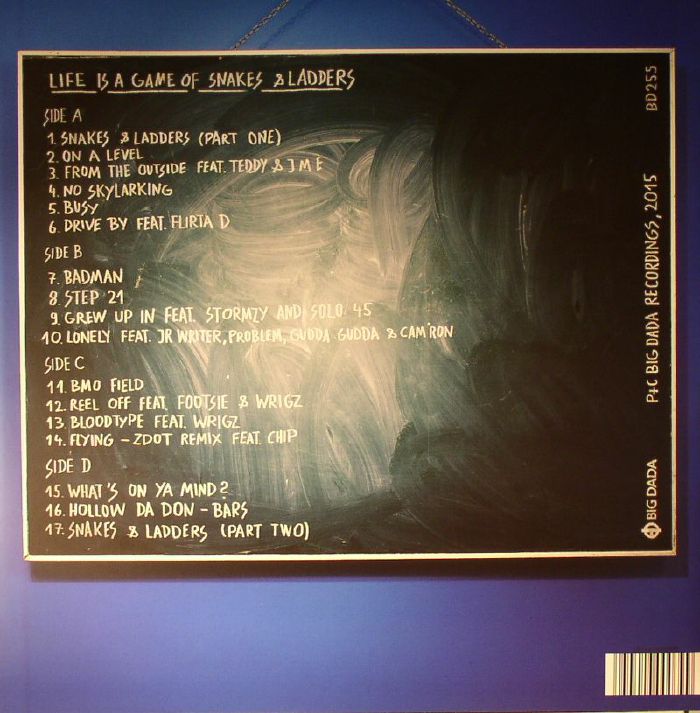 LIFE IS A GAME OF SNAKES & LADDERS
SIDE A
1. SNAKES & LADDERS (PART ONE)
2. ON A LEVEL
3. FROM THE OUTSIDE FEAT. TEDDY & JME
4. NO SKYLARKING
5. BUSY
6. DRIVE BY FEAT. FLIRTA D
SIDE B
7. BADMAN
8. STEP 21
9. GREW UP IN FEAT. STORMZY AND SOLO 45
10. LONELY FEAT. JR WRITER, PROBLEM, GUDDA GUDDA & CAM'RON
SIDE C
11. BMO FIELD
12. REEL OFF FEAT. FOOTSIE & WRIGZ
13. BLOODTYPE FEAT. WRIGZ
14. FLYING - ZDOT REMIX FEAT. CHIP
SIDE D
15. WHAT'S ON YA MIND?
16. HOLLOW DA DON - BARS
17. SNAKES & LADDERS (PART TWO)
BD255
P+C BIG DADA RECORDINGS, 2015
BIG DADA